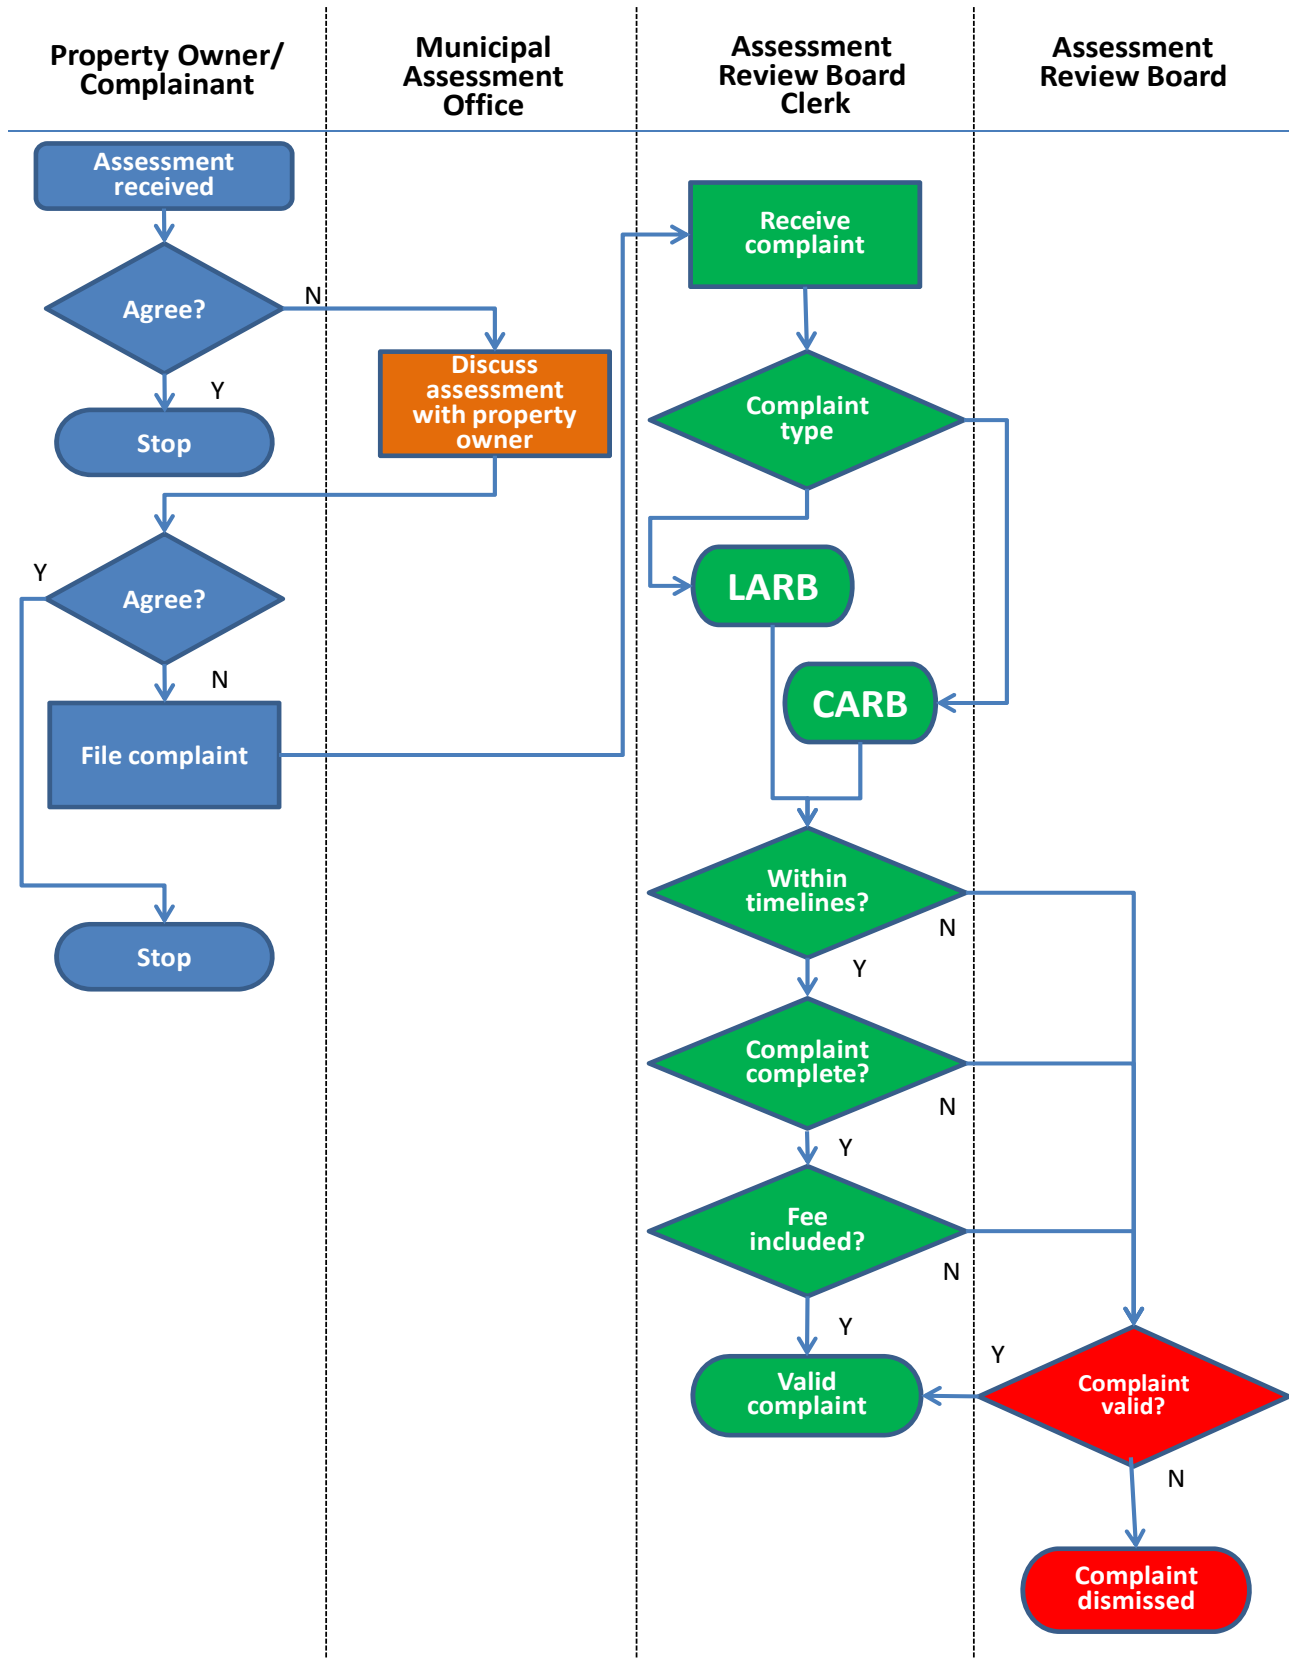 Property Owner/
Complainant
Municipal
Assessment
Office
Assessment
Review Board
Clerk
Assessment
Review Board
Assessment
received
Agree?
N
Y
Stop
Discuss
assessment
with property
owner
Y
Agree?
N
File complaint
Stop
Receive
complaint
Complaint
type
LARB
CARB
Within
timelines?
N
Y
Complaint
complete?
N
Y
Fee
included?
N
Y
Valid
complaint
Y
Complaint
valid?
N
Complaint
dismissed